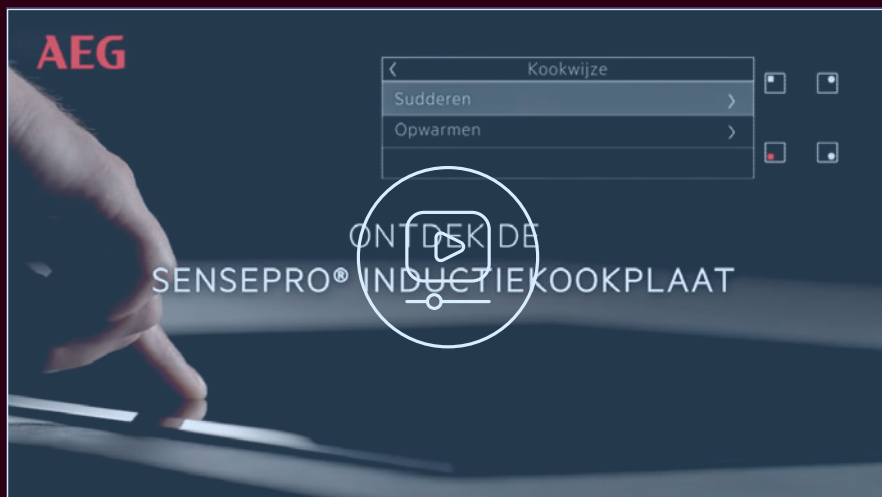 AEG
Kookwijze
Sudderen
Opwarmen
ONTDEK DE
SENSEPRO® INDUCTIEKOOKPLAAT